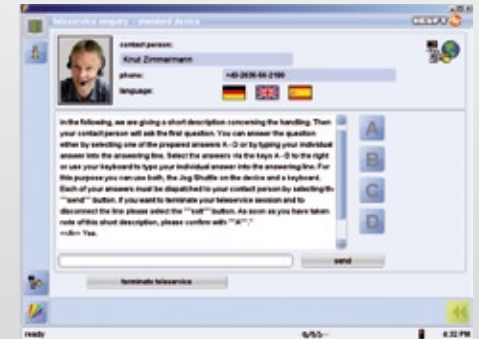 teleservice enquiry - standard device
contact person:
Knut Zimmermann
phone:
language:
In the following, we are giving a short description concerning the handling. Then
your contact person will ask the first question. You can answer the question
either by selecting one of the prepared answers A - D or by typing your individual
answer into the answering line. Select the answers via the keys A - D to the right
or use your keyboard to type your individual answer into the answering line. For
this purpose you can use both, the Jog Shuttle on the device and a keyboard.
Each of your answers must be dispatched to your contact person by selecting th
""send"" button. If you want to terminate your teleservice session and to
disconnect the line please select the ""exit"" button. As soon as you have taken
note of this short description, please confirm with ""A""."
<<A>> Yes.
A
B
C
D
send
terminate teleservice
ready
4:32 PM